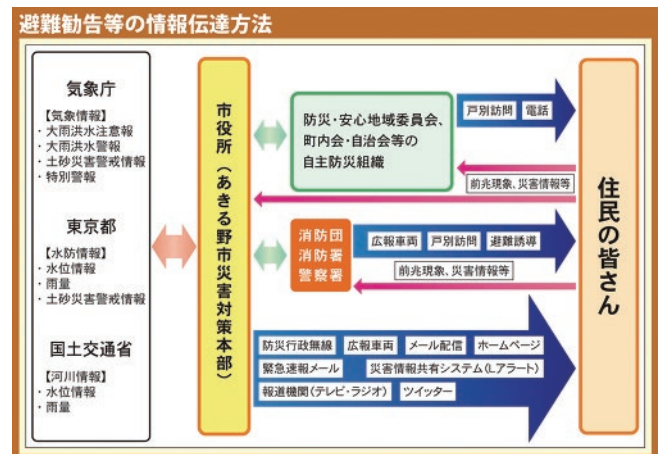 避難勧告等の情報伝達方法
気象庁
【気象情報】
・大雨洪水注意報
・大雨洪水警報
・土砂災害警戒情報
・特別警報
東京都
【水防情報】
・水位情報
・雨量
・土砂災害警戒情報
国土交通省
【河川情報】
・水位情報
・雨量
市役所（あきる野市災害対策本部）
防災・安心地域委員会、
町内会・自治会等の
自主防災組織
戸別訪問 電話
前兆現象、災害情報等
消防団
消防署
警察署
広報車両 戸別訪問 避難誘導
前兆現象、災害情報等
防災行政無線 広報車両 メール配信 ホームページ
緊急速報メール 災害情報共有システム（Lアラート）
報道機関（テレビ・ラジオ） ツイッター
住民の皆さん